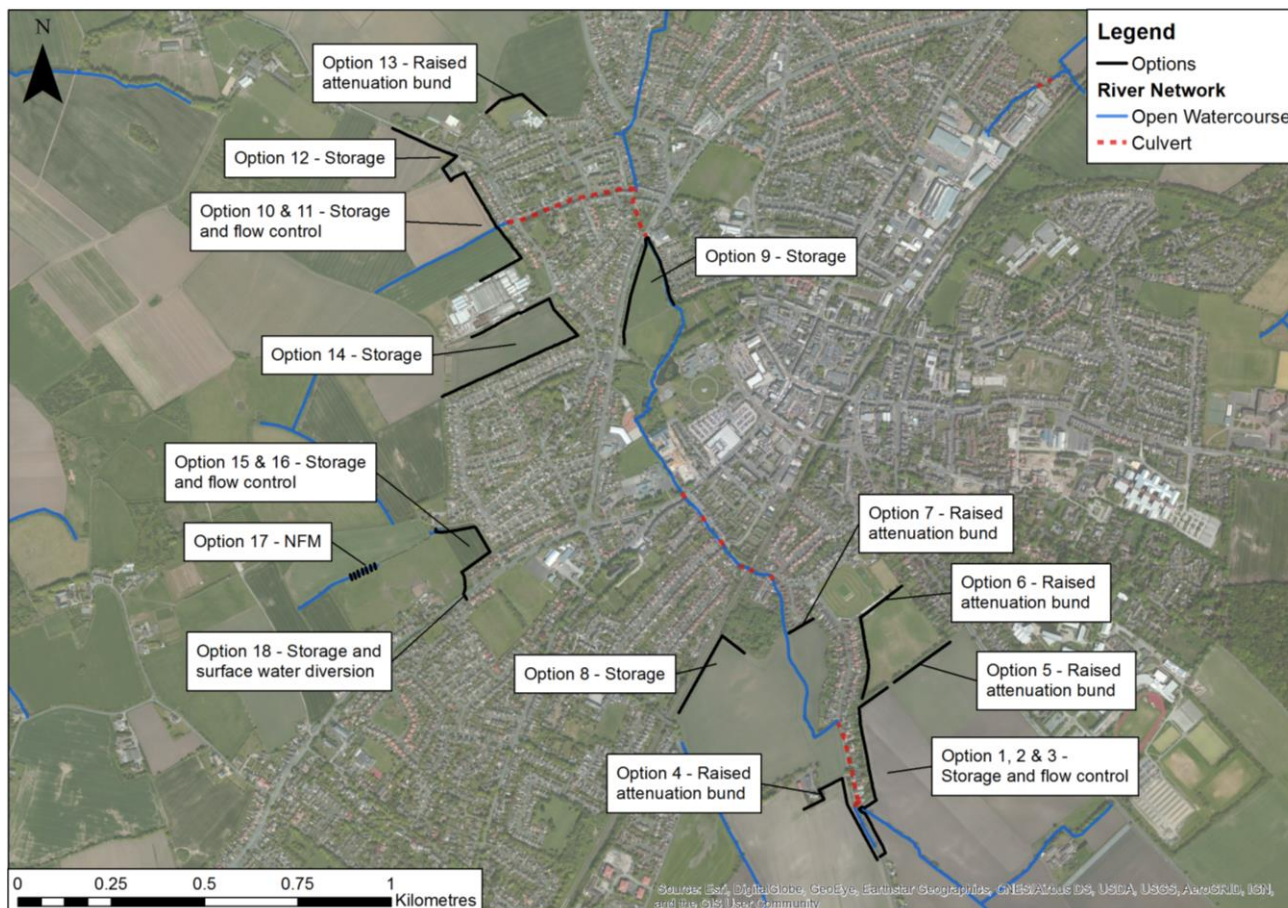 N
Option 13 - Raised
attenuation bund
Legend
Options
River Network
Open Watercourse
Culvert
Option 12 - Storage
Option 10 & 11 - Storage
and flow control
Option 9 - Storage
Option 14 - Storage
Option 15 & 16 - Storage
and flow control
Option 7 - Raised
attenuation bund
Option 17 - NFM
Option 6 - Raised
attenuation bund
Option 18 - Storage and
surface water diversion
Option 8 - Storage
Option 5 - Raised
attenuation bund
Option 4 - Raised
attenuation bund
Option 1, 2 & 3 -
Storage and flow control
0 0.25 0.5 0.75 1
Kilometres
Source: Esri, DigitalGlobe, GeoEye, Earthstar Geographics, CNES/Airbus DS, USDA, USGS, AeroGRID, IGN,
and the GIS User Community